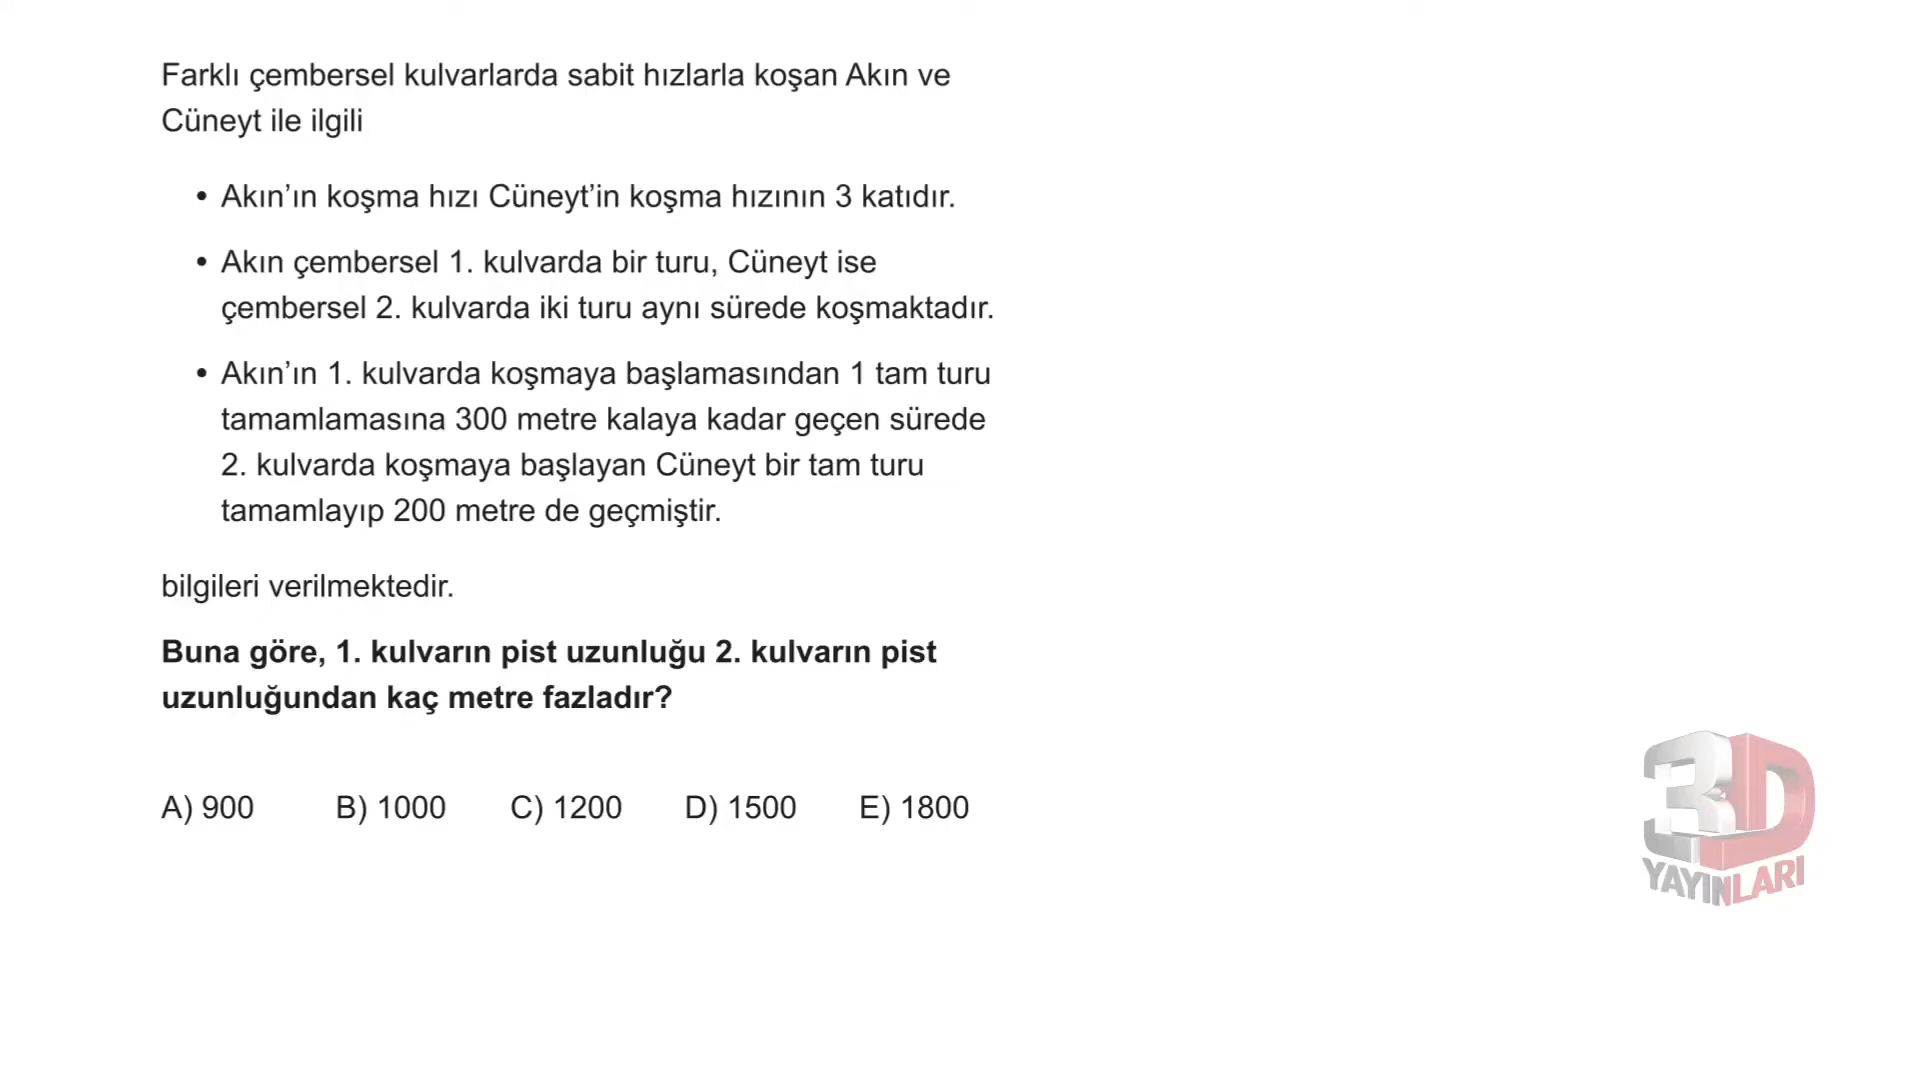 Farklı çembersel kulvarlarda sabit hızlarla koşan Akın ve
Cüneyt ile ilgili
• Akın’ın koşma hızı Cüneyt’in koşma hızının 3 katıdır.
• Akın çembersel 1. kulvarda bir turu, Cüneyt ise
çembersel 2. kulvarda iki turu aynı sürede koşmaktadır.
• Akın’ın 1. kulvarda koşmaya başlamasından 1 tam turu
tamamlamasına 300 metre kalaya kadar geçen sürede
2. kulvarda koşmaya başlayan Cüneyt bir tam turu
tamamlayıp 200 metre de geçmiştir.
bilgileri verilmektedir.
Buna göre, 1. kulvarın pist uzunluğu 2. kulvarın pist
uzunluğundan kaç metre fazladır?
A) 900 B) 1000 C) 1200 D) 1500 E) 1800
3D
YAYINLARI